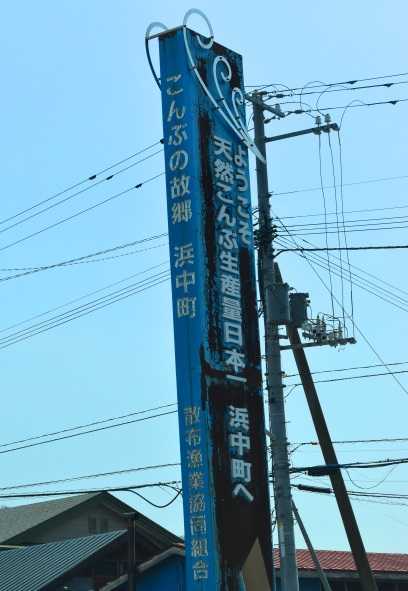 ようこそ
天然こんぶ生産量日本一 浜中町へ
こんぶの故郷 浜中町
散布漁業協同組合